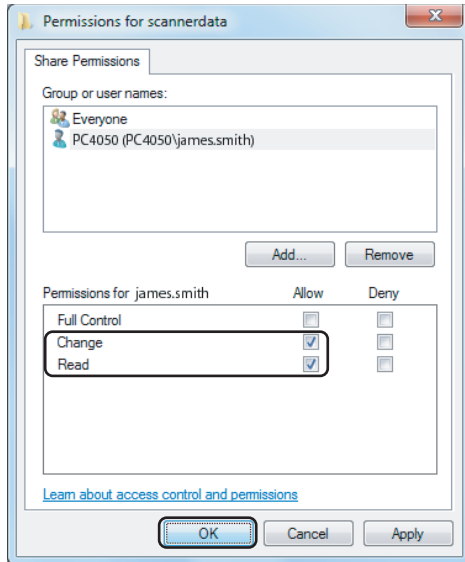 Permissions for scannerdata
Share Permissions
Group or user names:
Everyone
PC4050 (PC4050\james.smith)
Add... Remove
Permissions for james.smith Allow Deny
Full Control
Change
Read
Learn about access control and permissions
OK Cancel Apply